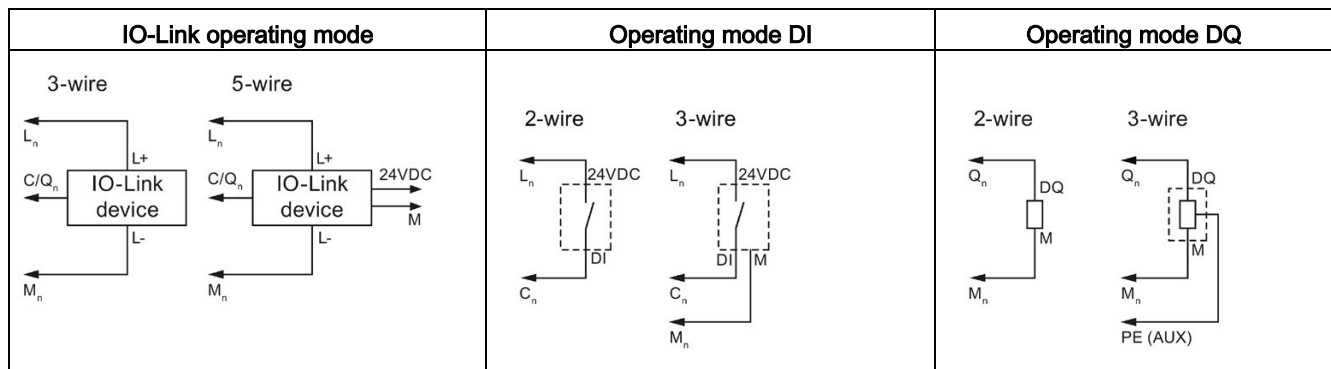 IO-Link operating mode
3-wire
5-wire
Lₙ
L+
C/Qₙ
IO-Link
device
L-
Mₙ
Lₙ
L+
C/Qₙ
IO-Link
device
24VDC
M
L-
Mₙ
Operating mode DI
2-wire
3-wire
Lₙ
24VDC
DI
Cₙ
Lₙ
24VDC
DI
M
Cₙ
Mₙ
Operating mode DQ
2-wire
3-wire
Qₙ
DQ
M
Mₙ
Qₙ
DQ
M
Mₙ
PE (AUX)